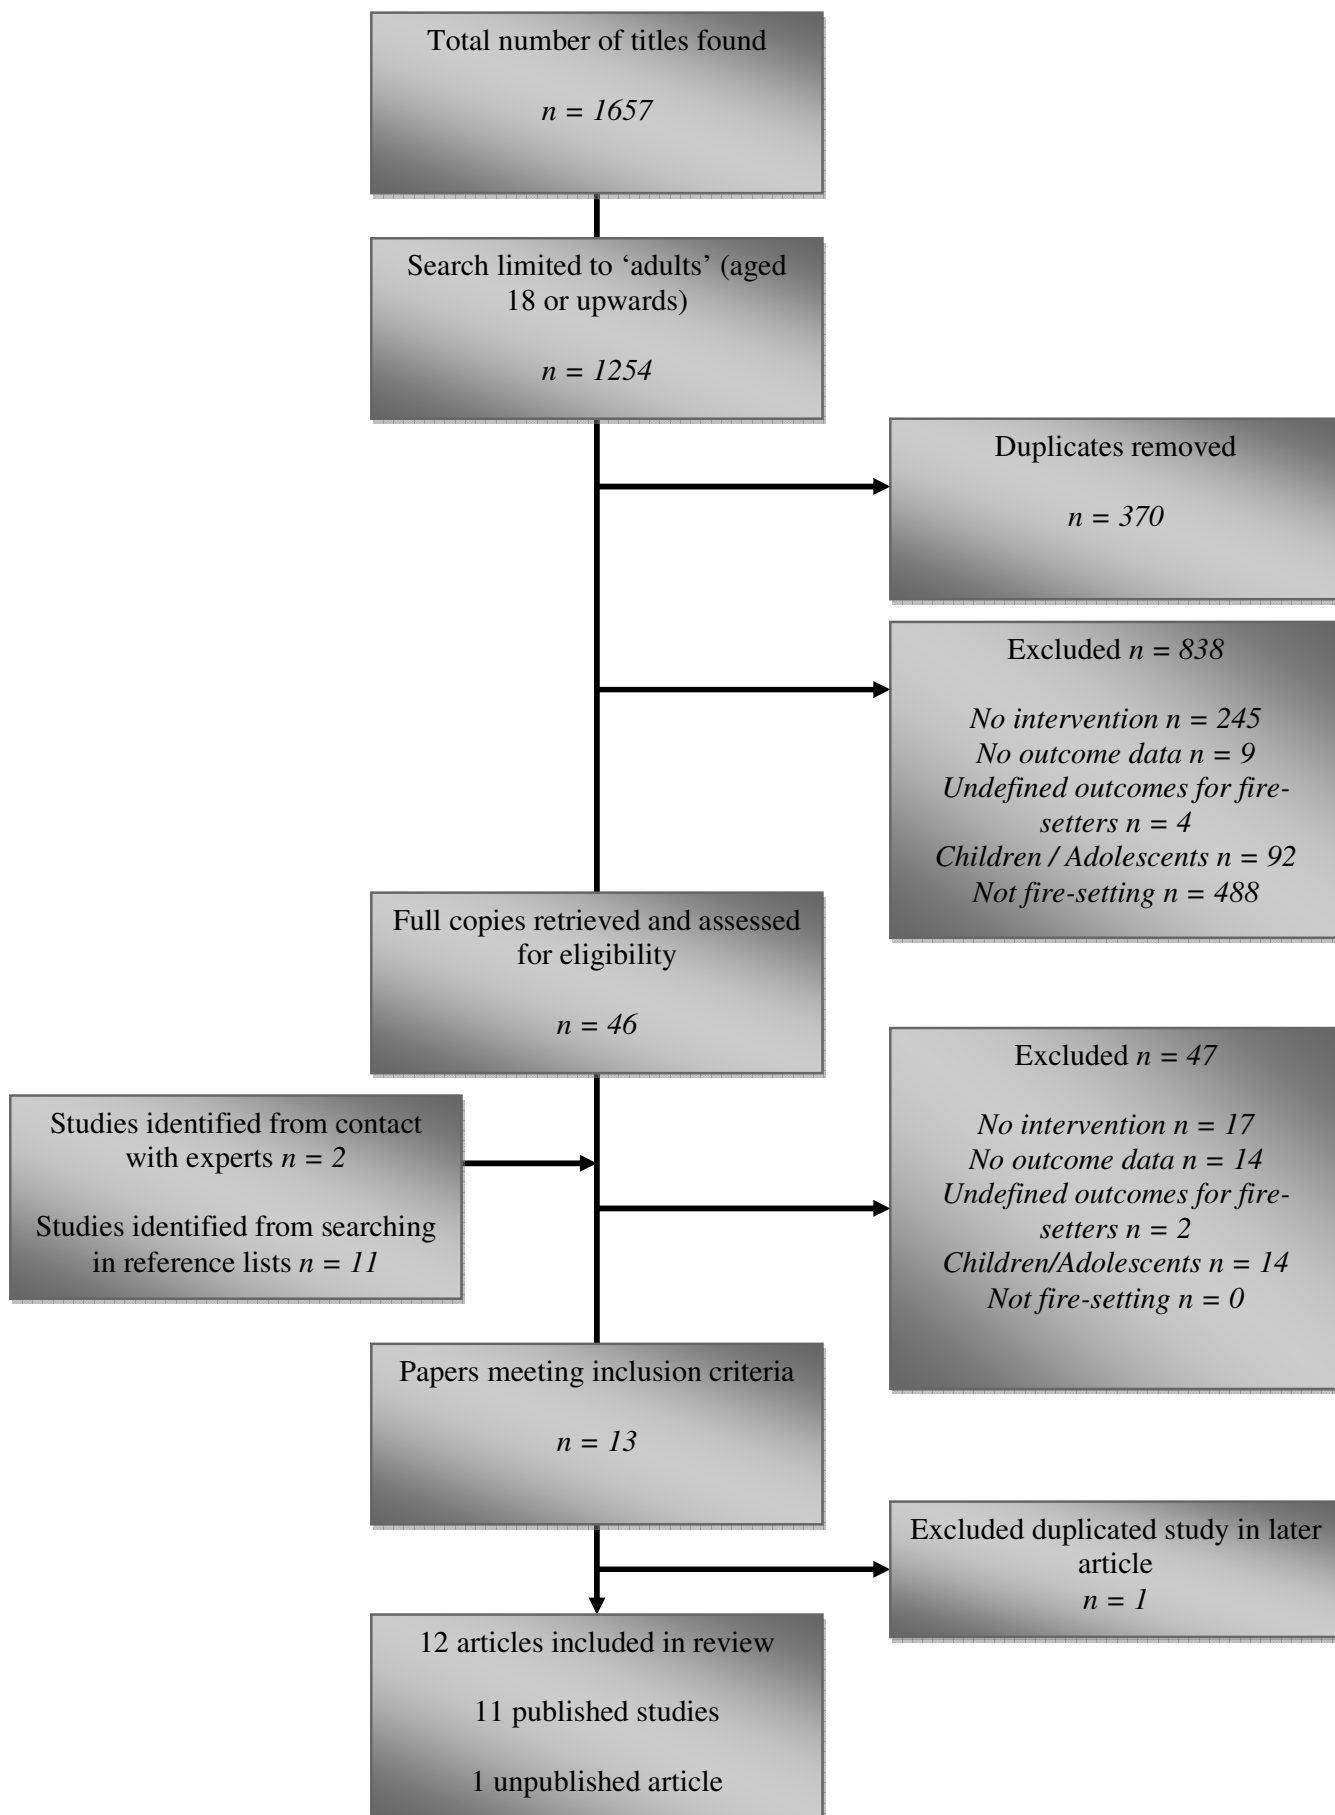 Total number of titles found
n = 1657
Search limited to ‘adults’ (aged
18 or upwards)
n = 1254
Duplicates removed
n = 370
Excluded n = 838
No intervention n = 245
No outcome data n = 9
Undefined outcomes for fire-
setters n = 4
Children / Adolescents n = 92
Not fire-setting n = 488
Full copies retrieved and assessed
for eligibility
n = 46
Studies identified from contact
with experts n = 2
Studies identified from searching
in reference lists n = 11
Excluded n = 47
No intervention n = 17
No outcome data n = 14
Undefined outcomes for fire-
setters n = 2
Children/Adolescents n = 14
Not fire-setting n = 0
Papers meeting inclusion criteria
n = 13
Excluded duplicated study in later
article
n = 1
12 articles included in review
11 published studies
1 unpublished article